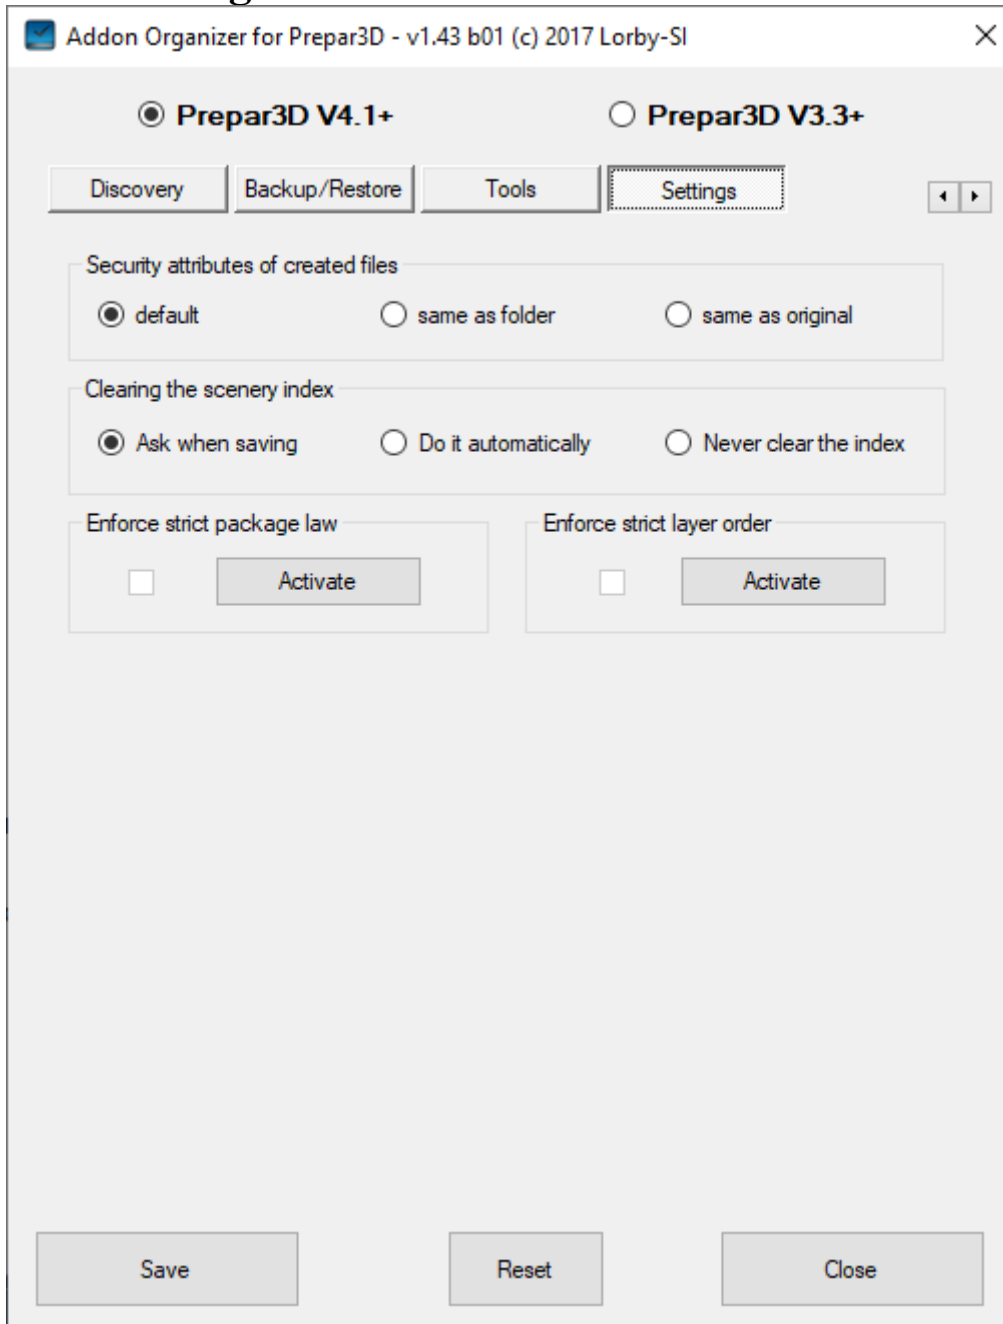 Addon Organizer for Prepar3D - v1.43 b01 (c) 2017 Lorby-SI
Prepar3D V4.1+ Prepar3D V3.3+
Discovery Backup/Restore Tools Settings
Security attributes of created files
default same as folder same as original
Clearing the scenery index
Ask when saving Do it automatically Never clear the index
Enforce strict package law Enforce strict layer order
Activate Activate
Save Reset Close